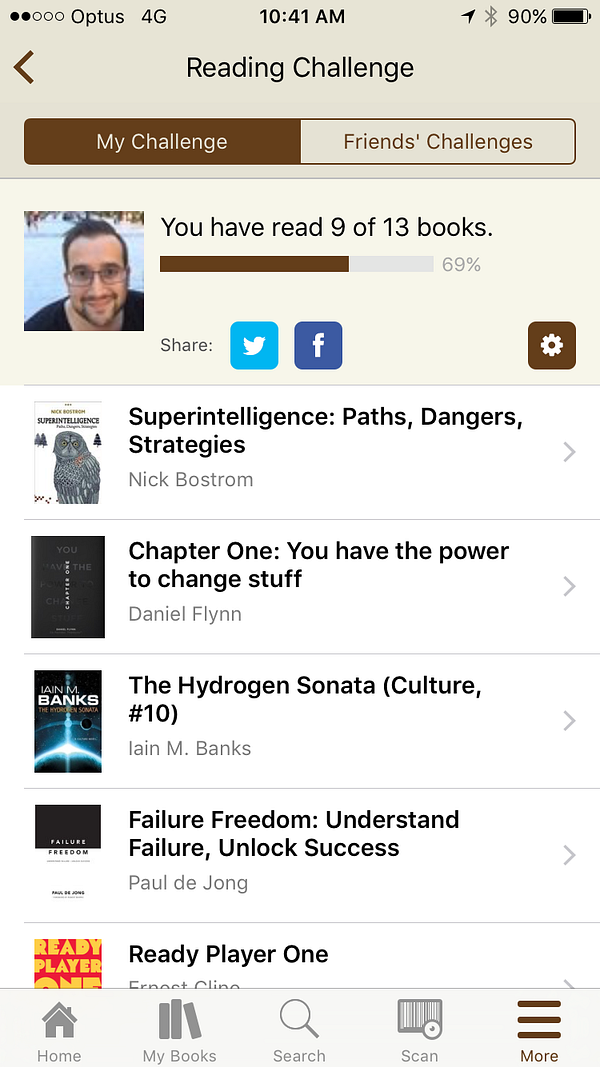 Optus 4G 10:41 AM 90%
Reading Challenge
My Challenge Friends' Challenges
You have read 9 of 13 books.
69%
Share:
NICK BOSTROM
SUPERINTELLIGENCE
Paths, Dangers, Strategies
Superintelligence: Paths, Dangers,
Strategies
Nick Bostrom
YOU
HAVE THE
CHAPTER ONE
Chapter One: You have the power
to change stuff
Daniel Flynn
IAIN M.
BANKS
THE HYDROGEN SONATA
The Hydrogen Sonata (Culture,
#10)
Iain M. Banks
FAILURE
FREEDOM
PAUL DE JONG
Failure Freedom: Understand
Failure, Unlock Success
Paul de Jong
READY
PLAYER
ONE
Ready Player One
Ernest Cline
Home My Books Search Scan More